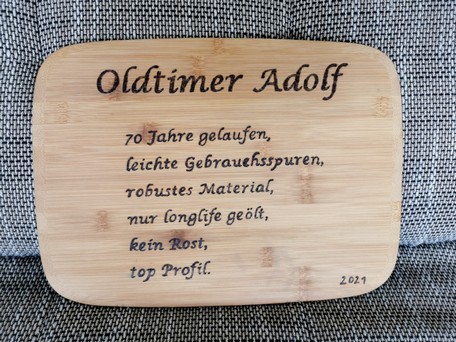 Oldtimer Adolf
70 Jahre gelaufen,
leichte Gebrauchsspuren,
robustes Material,
nur longlife geölt,
kein Rost,
top Profil.
2021